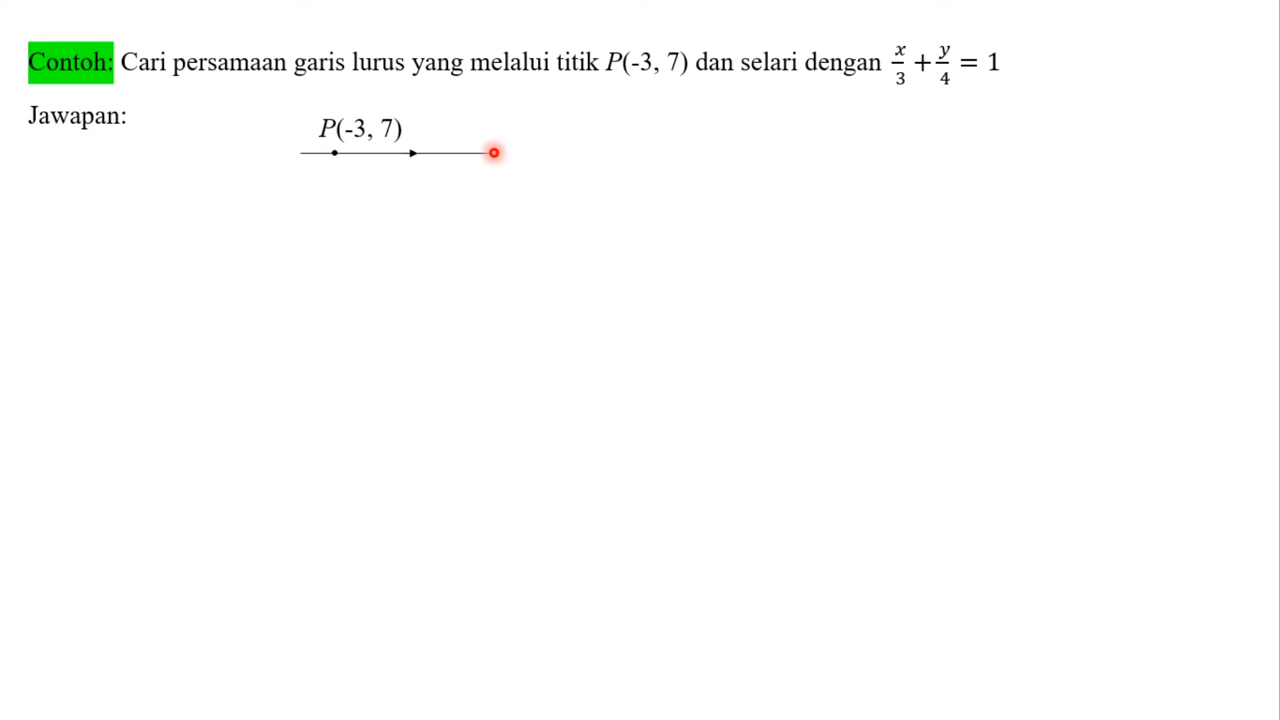 Contoh: Cari persamaan garis lurus yang melalui titik P(-3, 7) dan selari dengan x/3 + y/4 = 1
Jawapan:
P(-3, 7)